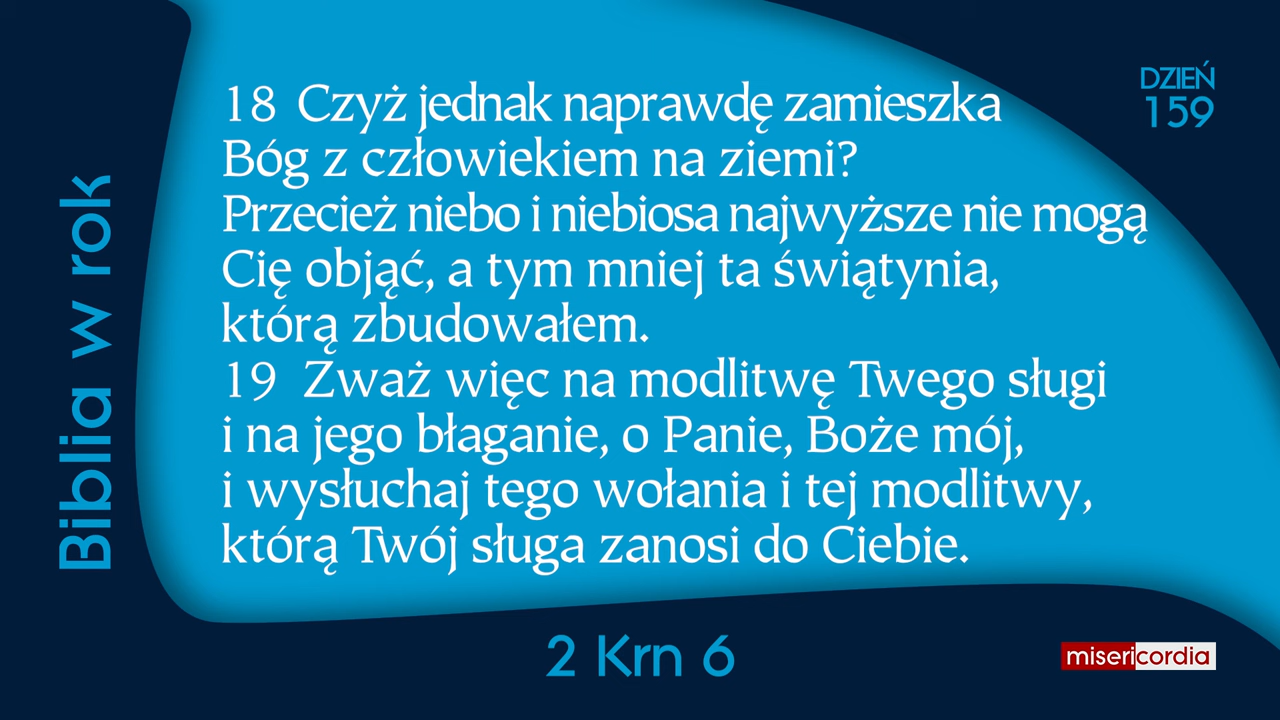 DZIEŃ
159
18 Czyż jednak naprawdę zamieszka
Bóg z człowiekiem na ziemi?
Przecież niebo i niebiosa najwyższe nie mogą
Cię objąć, a tym mniej ta świątynia,
którą zbudowałem.
19 Zważ więc na modlitwę Twego sługi
i na jego błaganie, o Panie, Boże mój,
i wysłuchaj tego wołania i tej modlitwy,
którą Twój sługa zanosi do Ciebie.
Biblia w rok
2 Krn 6
misericordia